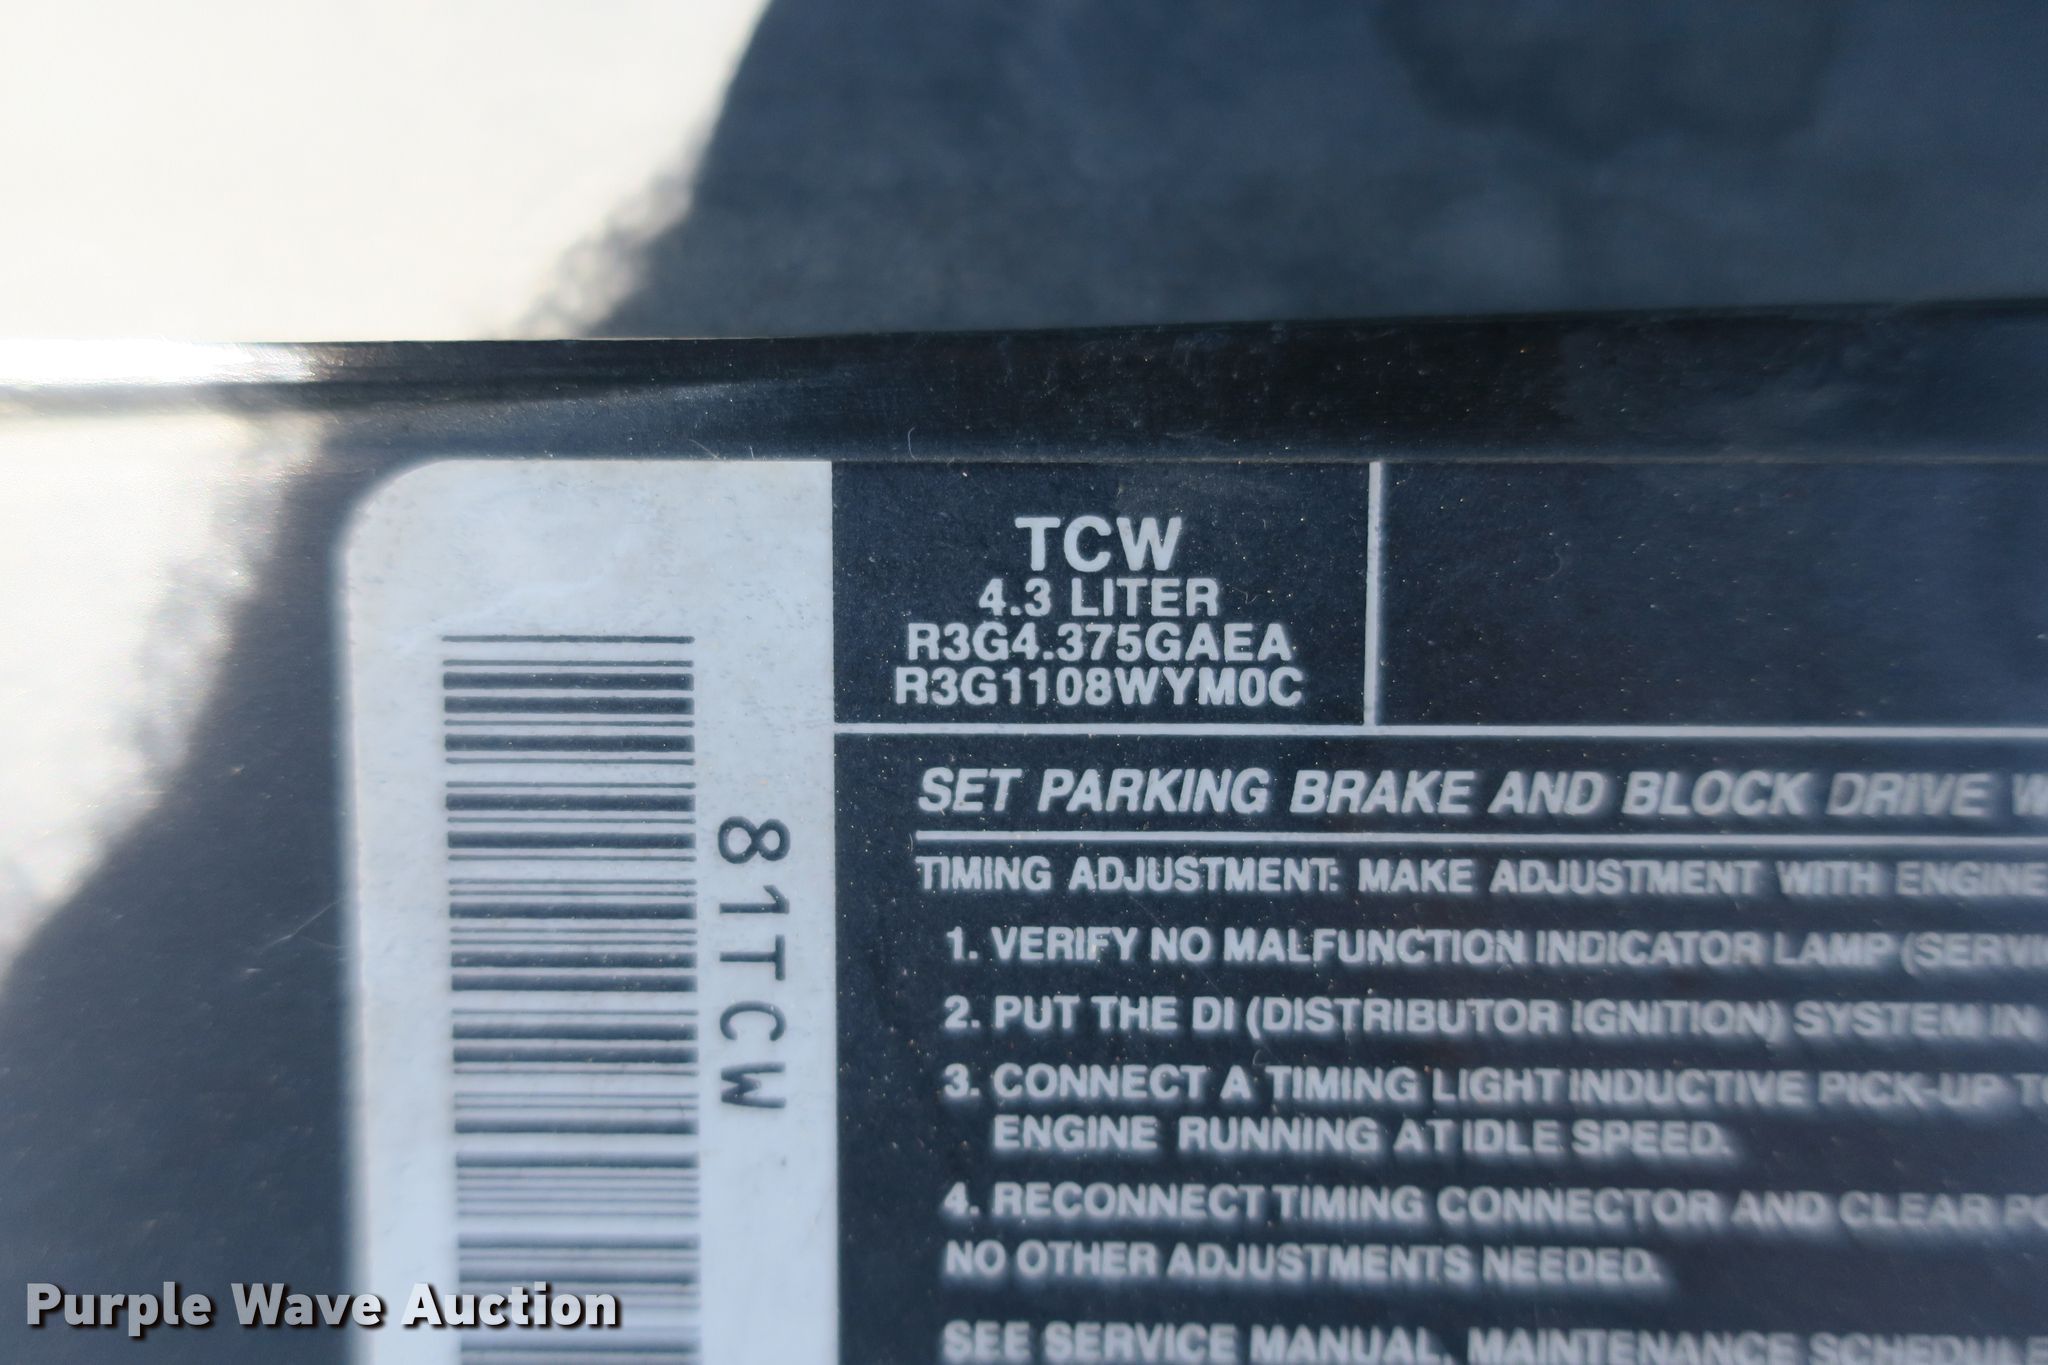 TCW
4.3 LITER
R3G4.375GAEA
R3G1108WYM0C
81TCW
SET PARKING BRAKE AND BLOCK DRIVE
TIMING ADJUSTMENT: MAKE ADJUSTMENT WITH ENGINE
1. VERIFY NO MALFUNCTION INDICATOR LAMP
2. PUT THE DI (DISTRIBUTOR IGNITION) SYSTEM IN
3. CONNECT A TIMING LIGHT INDUCTIVE PICK-UP TO
ENGINE RUNNING AT IDLE SPEED.
4. RECONNECT TIMING CONNECTOR AND CLEAR
NO OTHER ADJUSTMENTS NEEDED.
SEE SERVICE MANUAL, MAINTENANCE SCHEDULE
Purple Wave Auction